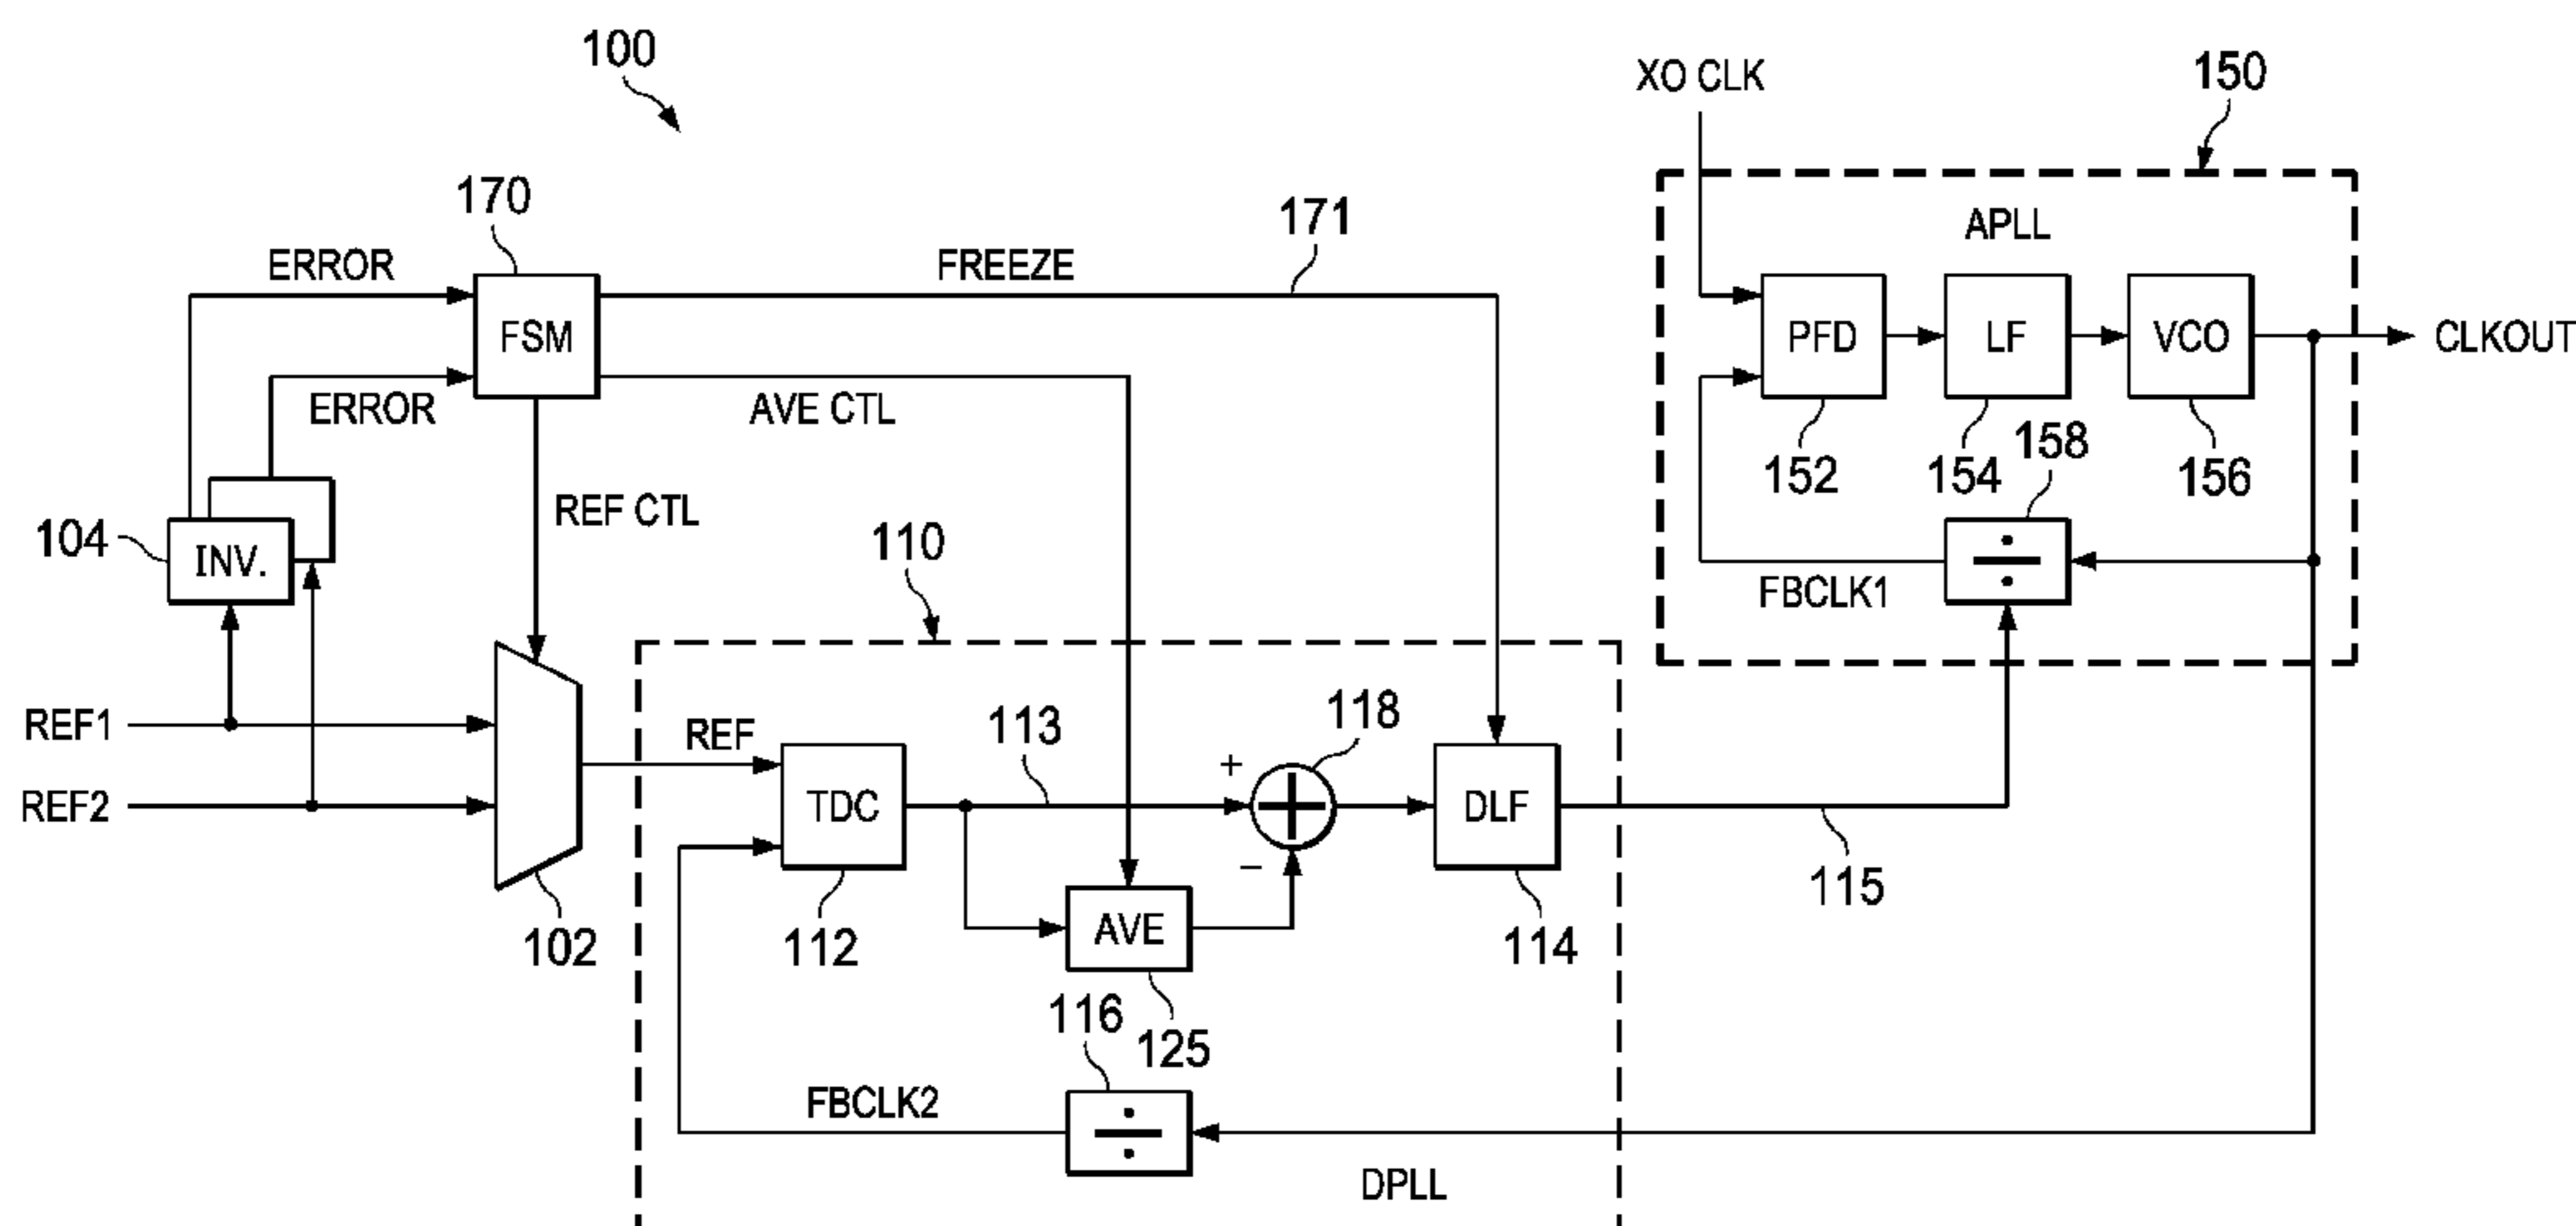 100
XO CLK
150
170
171
APLL
ERROR
FREEZE
FSM
PFD
LF
VCO
CLKOUT
ERROR
AVE CTL
152
154
158
156
REF CTL
104
INV.
110
÷
FBCLK1
REF1
REF
113
+
118
REF2
TDC
DLF
−
102
112
AVE
114
115
116
125
FBCLK2
÷
DPLL